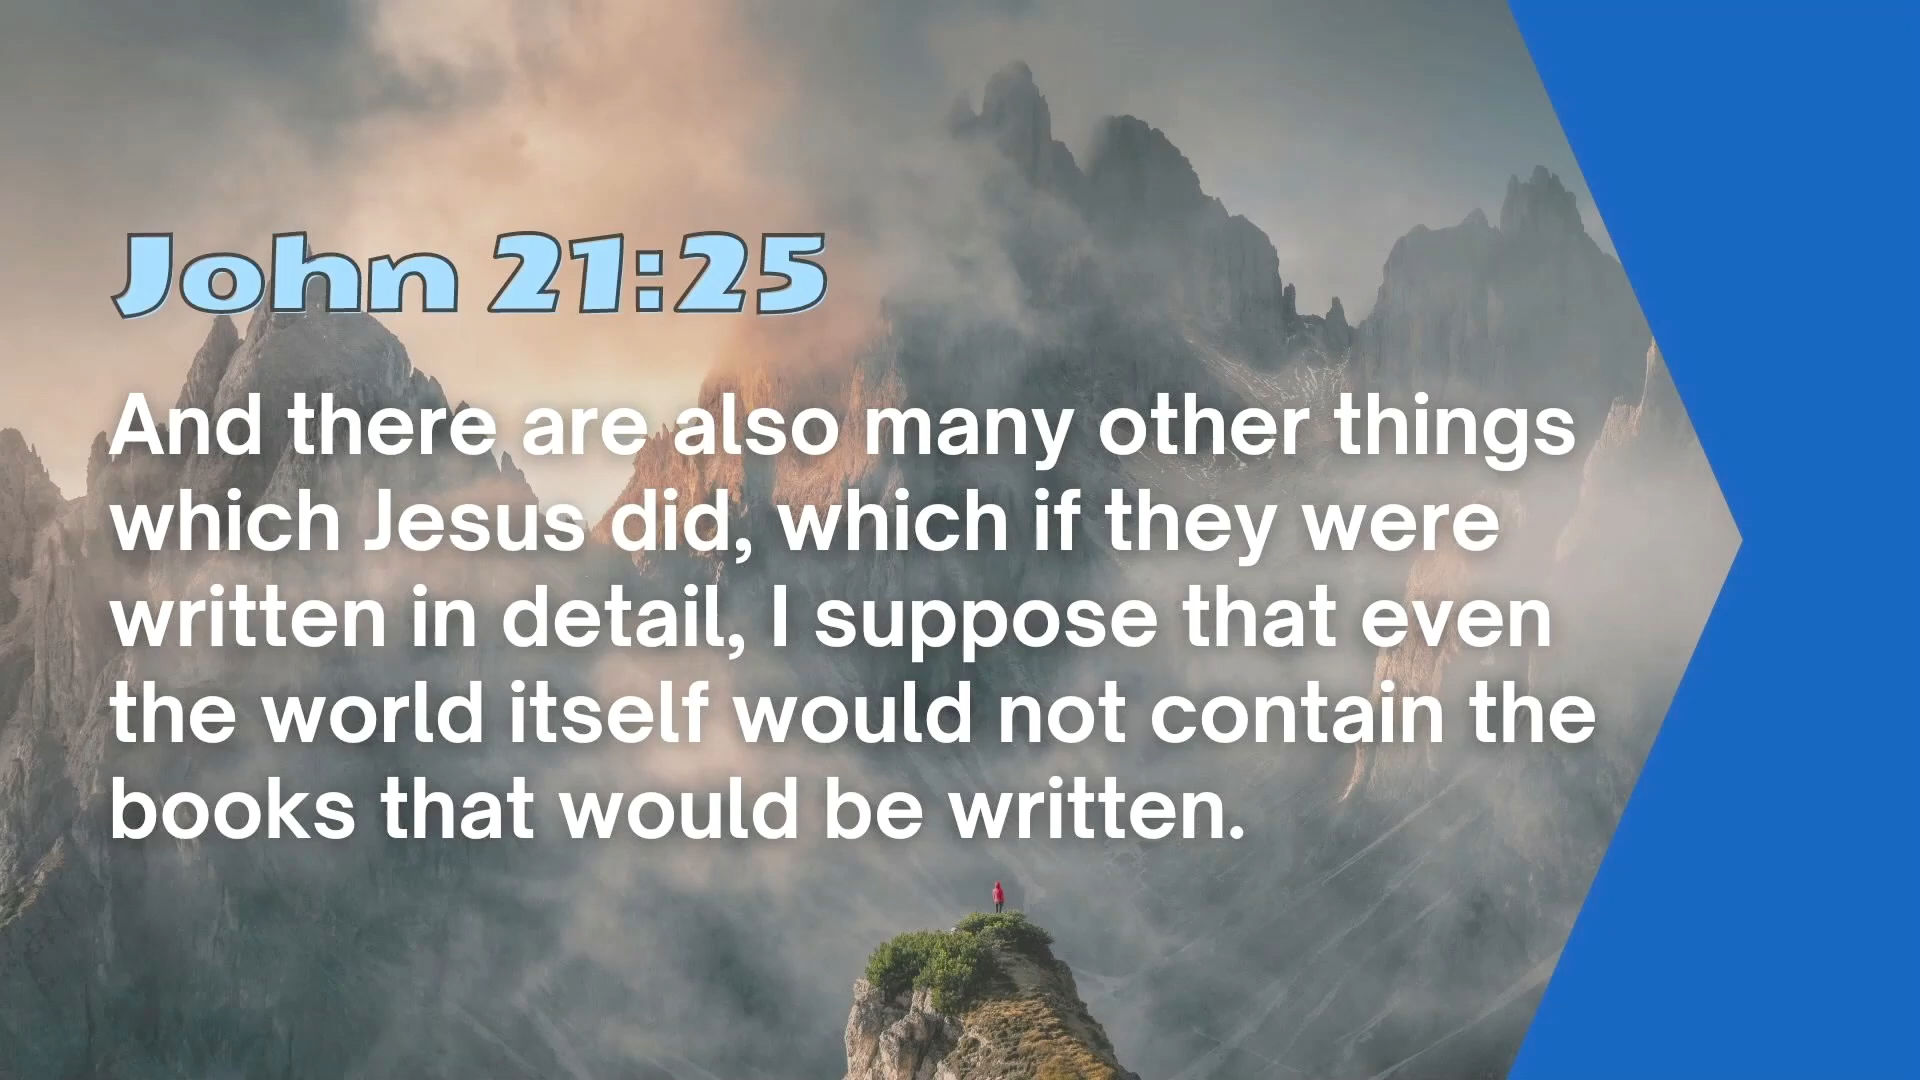 John 21:25
And there are also many other things
which Jesus did, which if they were
written in detail, I suppose that even
the world itself would not contain the
books that would be written.